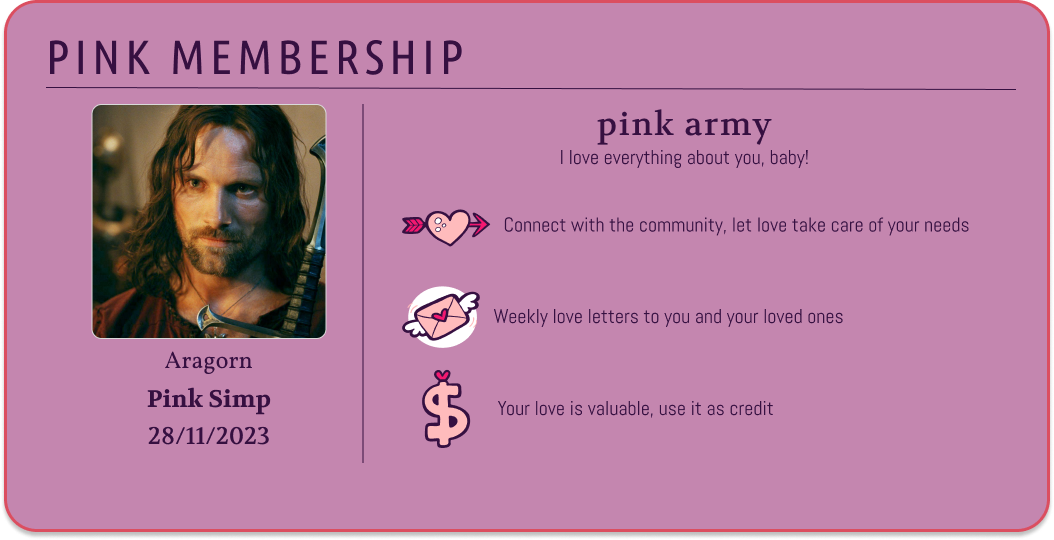 PINK MEMBERSHIP
Aragorn
Pink Simp
28/11/2023
pink army
I love everything about you, baby!
Connect with the community, let love take care of your needs
Weekly love letters to you and your loved ones
Your love is valuable, use it as credit